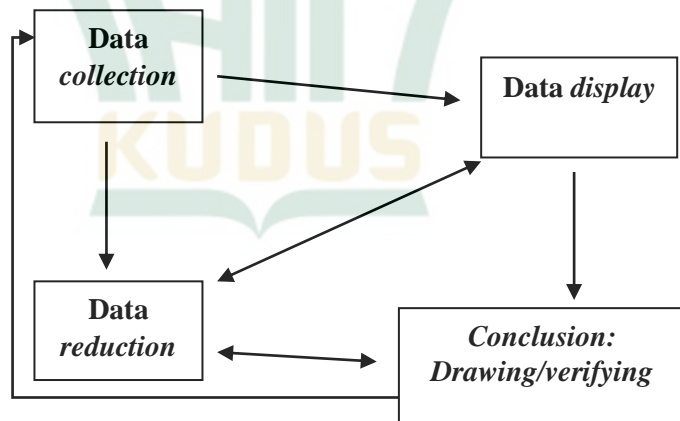 Data
collection
Data display
KUDUS
Data
reduction
Conclusion:
Drawing/verifying